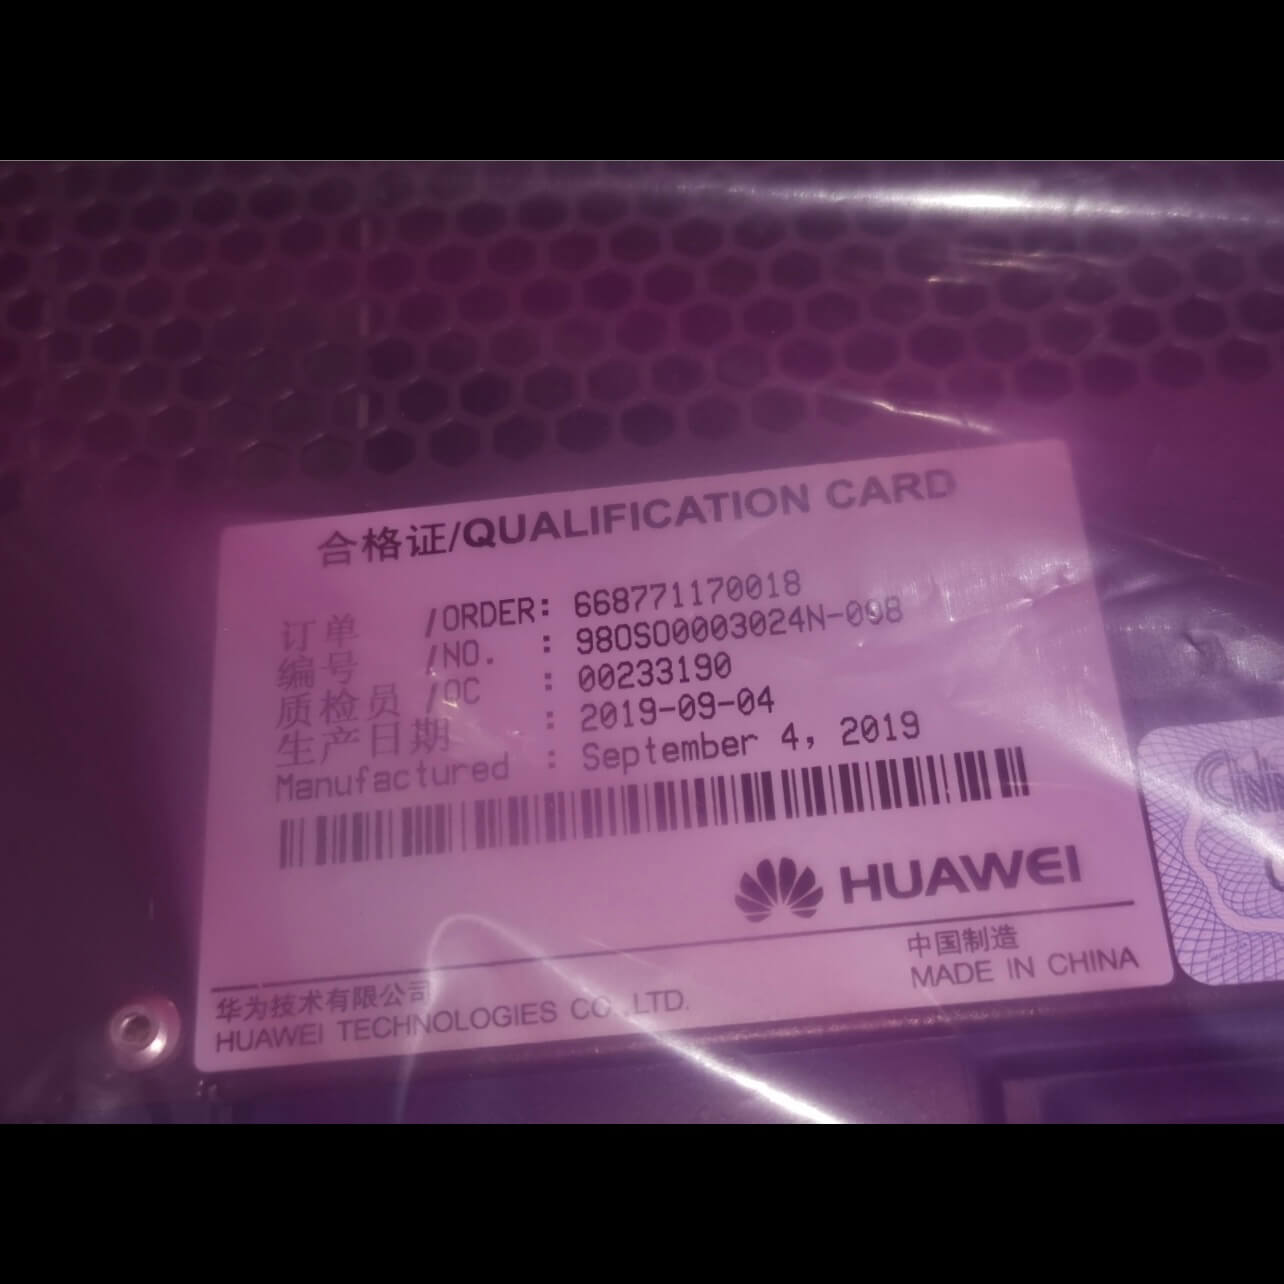 合格证/QUALIFICATION CARD
订单 /ORDER: 668771170018
编号 /NO. : 980S00003024N-098
质检员 /QC : 00233190
生产日期 : 2019-09-04
Manufactured : September 4, 2019
HUAWEI
中国制造
MADE IN CHINA
华为技术有限公司
HUAWEI TECHNOLOGIES CO.,LTD.